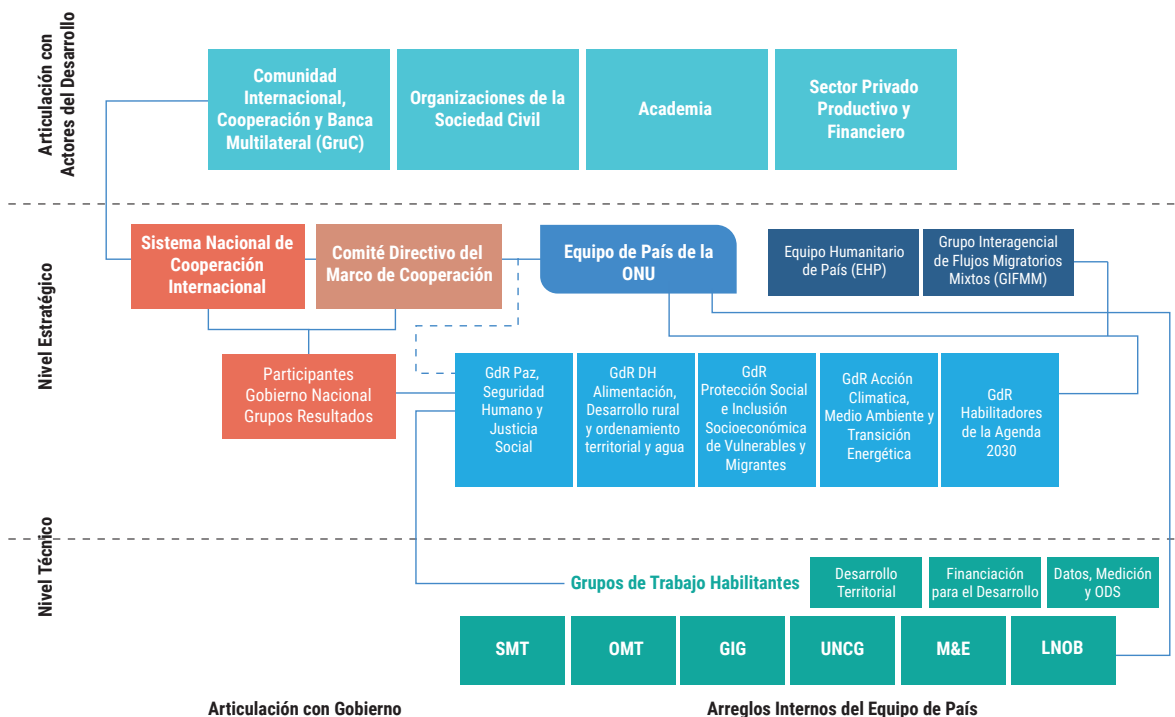 Articulación con
Actores del Desarrollo
Comunidad
Internacional,
Cooperación y Banca
Multilateral (GruC)
Organizaciones de la
Sociedad Civil
Academia
Sector Privado
Productivo y
Financiero
Nivel Estratégico
Sistema Nacional de
Cooperación
Internacional
Comité Directivo del
Marco de Cooperación
Equipo de País de la
ONU
Equipo Humanitario
de País (EHP)
Grupo Interagencial
de Flujos Migratorios
Mixtos (GIFMM)
Participantes
Gobierno Nacional
Grupos Resultados
GdR Paz,
Seguridad
Humano y
Justicia
Social
GdR DH
Alimentación,
Desarrollo rural
y ordenamiento
territorial y agua
GdR
Protección Social
e Inclusión
Socioeconómica
de Vulnerables y
Migrantes
GdR Acción
Climatica,
Medio Ambiente y
Transición
Energética
GdR
Habilitadores
de la Agenda
2030
Nivel Técnico
Grupos de Trabajo Habilitantes
Desarrollo
Territorial
Financiación
para el Desarrollo
Datos, Medición
y ODS
SMT
OMT
GIG
UNCG
M&E
LNOB
Articulación con Gobierno
Arreglos Internos del Equipo de País